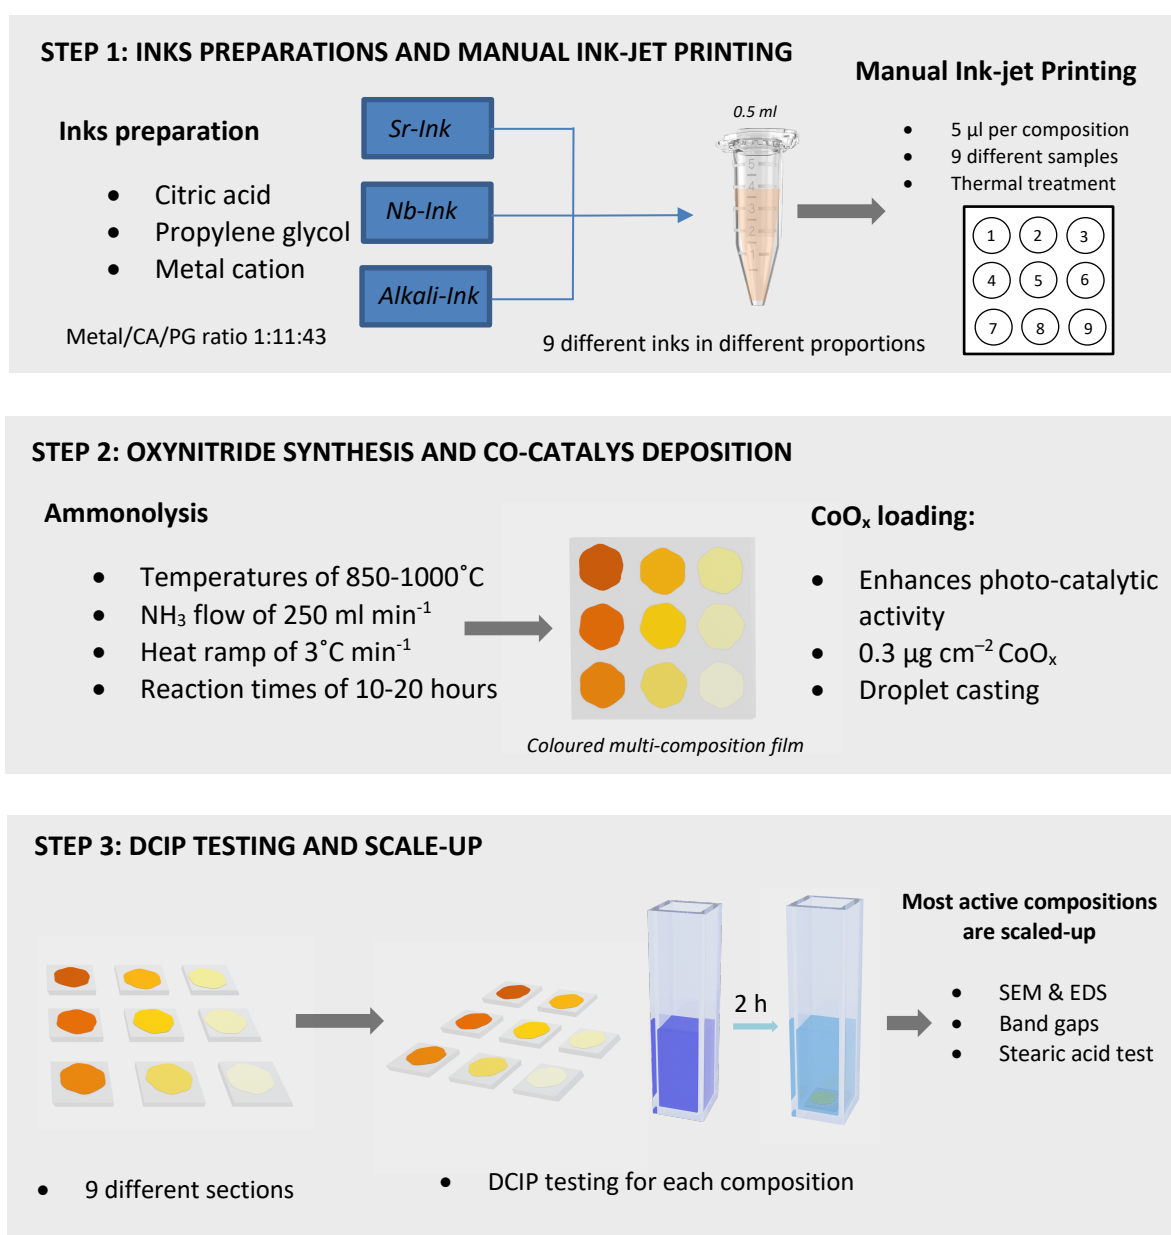 STEP 1: INKS PREPARATIONS AND MANUAL INK-JET PRINTING
Inks preparation
• Citric acid
• Propylene glycol
• Metal cation
Metal/CA/PG ratio 1:11:43
Sr-Ink
Nb-Ink
Alkali-Ink
0.5 ml
5
4
3
2
1
9 different inks in different proportions
Manual Ink-jet Printing
• 5 µl per composition
• 9 different samples
• Thermal treatment
1 2 3
4 5 6
7 8 9
STEP 2: OXYNITRIDE SYNTHESIS AND CO-CATALYS DEPOSITION
Ammonolysis
• Temperatures of 850-1000˚C
• NH₃ flow of 250 ml min⁻¹
• Heat ramp of 3˚C min⁻¹
• Reaction times of 10-20 hours
Coloured multi-composition film
CoOₓ loading:
• Enhances photo-catalytic
activity
• 0.3 µg cm⁻² CoOₓ
• Droplet casting
STEP 3: DCIP TESTING AND SCALE-UP
• 9 different sections
• DCIP testing for each composition
2 h
Most active compositions
are scaled-up
• SEM & EDS
• Band gaps
• Stearic acid test